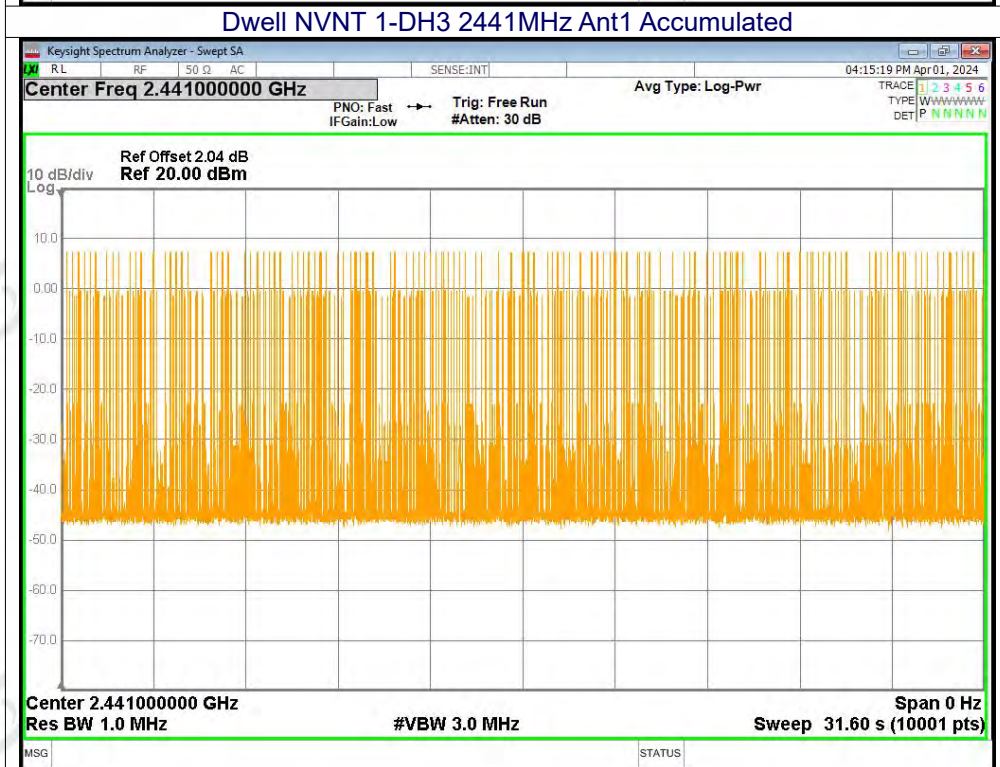 Dwell NVNT 1-DH3 2441MHz Ant1 Accumulated
Keysight Spectrum Analyzer - Swept SA
LXI RL RF 50 Ω AC SENSE:INT 04:15:19 PM Apr 01, 2024
Center Freq 2.441000000 GHz Avg Type: Log-Pwr TRACE 1 2 3 4 5 6
PNO: Fast Trig: Free Run TYPE WWWWWWW
IFGain:Low #Atten: 30 dB DET P N N N N N
Ref Offset 2.04 dB
10 dB/div Ref 20.00 dBm
Log
10.0
0.00
-10.0
-20.0
-30.0
-40.0
-50.0
-60.0
-70.0
Center 2.441000000 GHz Span 0 Hz
Res BW 1.0 MHz #VBW 3.0 MHz Sweep 31.60 s (10001 pts)
MSG STATUS